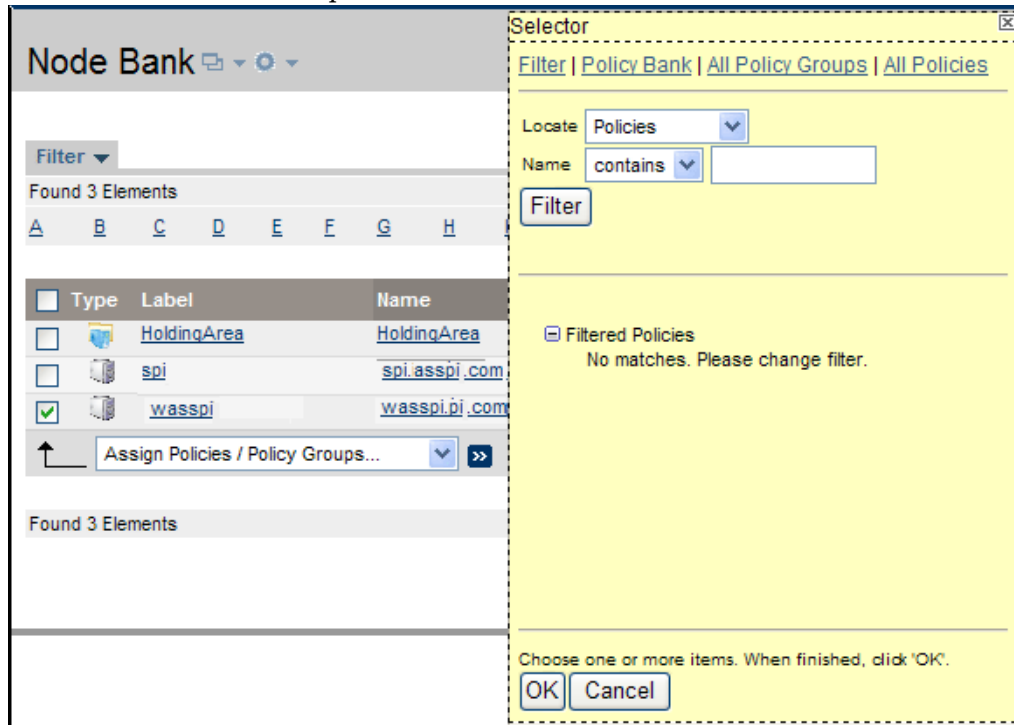 Node Bank
Filter
Found 3 Elements
A B C D E F G H
Type Label Name
HoldingArea HoldingArea
spi spi.asspi.com
wasspi wasspi.pi.com
Assign Policies / Policy Groups...
Found 3 Elements
Selector
Filter | Policy Bank | All Policy Groups | All Policies
Locate Policies
Name contains
Filter
Filtered Policies
No matches. Please change filter.
Choose one or more items. When finished, click 'OK'.
OK Cancel